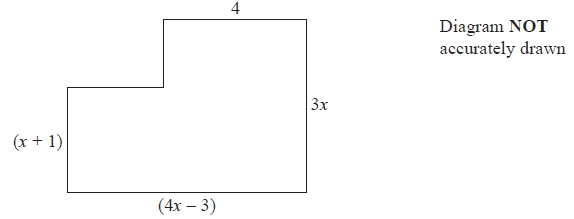 4
Diagram NOT
accurately drawn
3x
(x + 1)
(4x – 3)